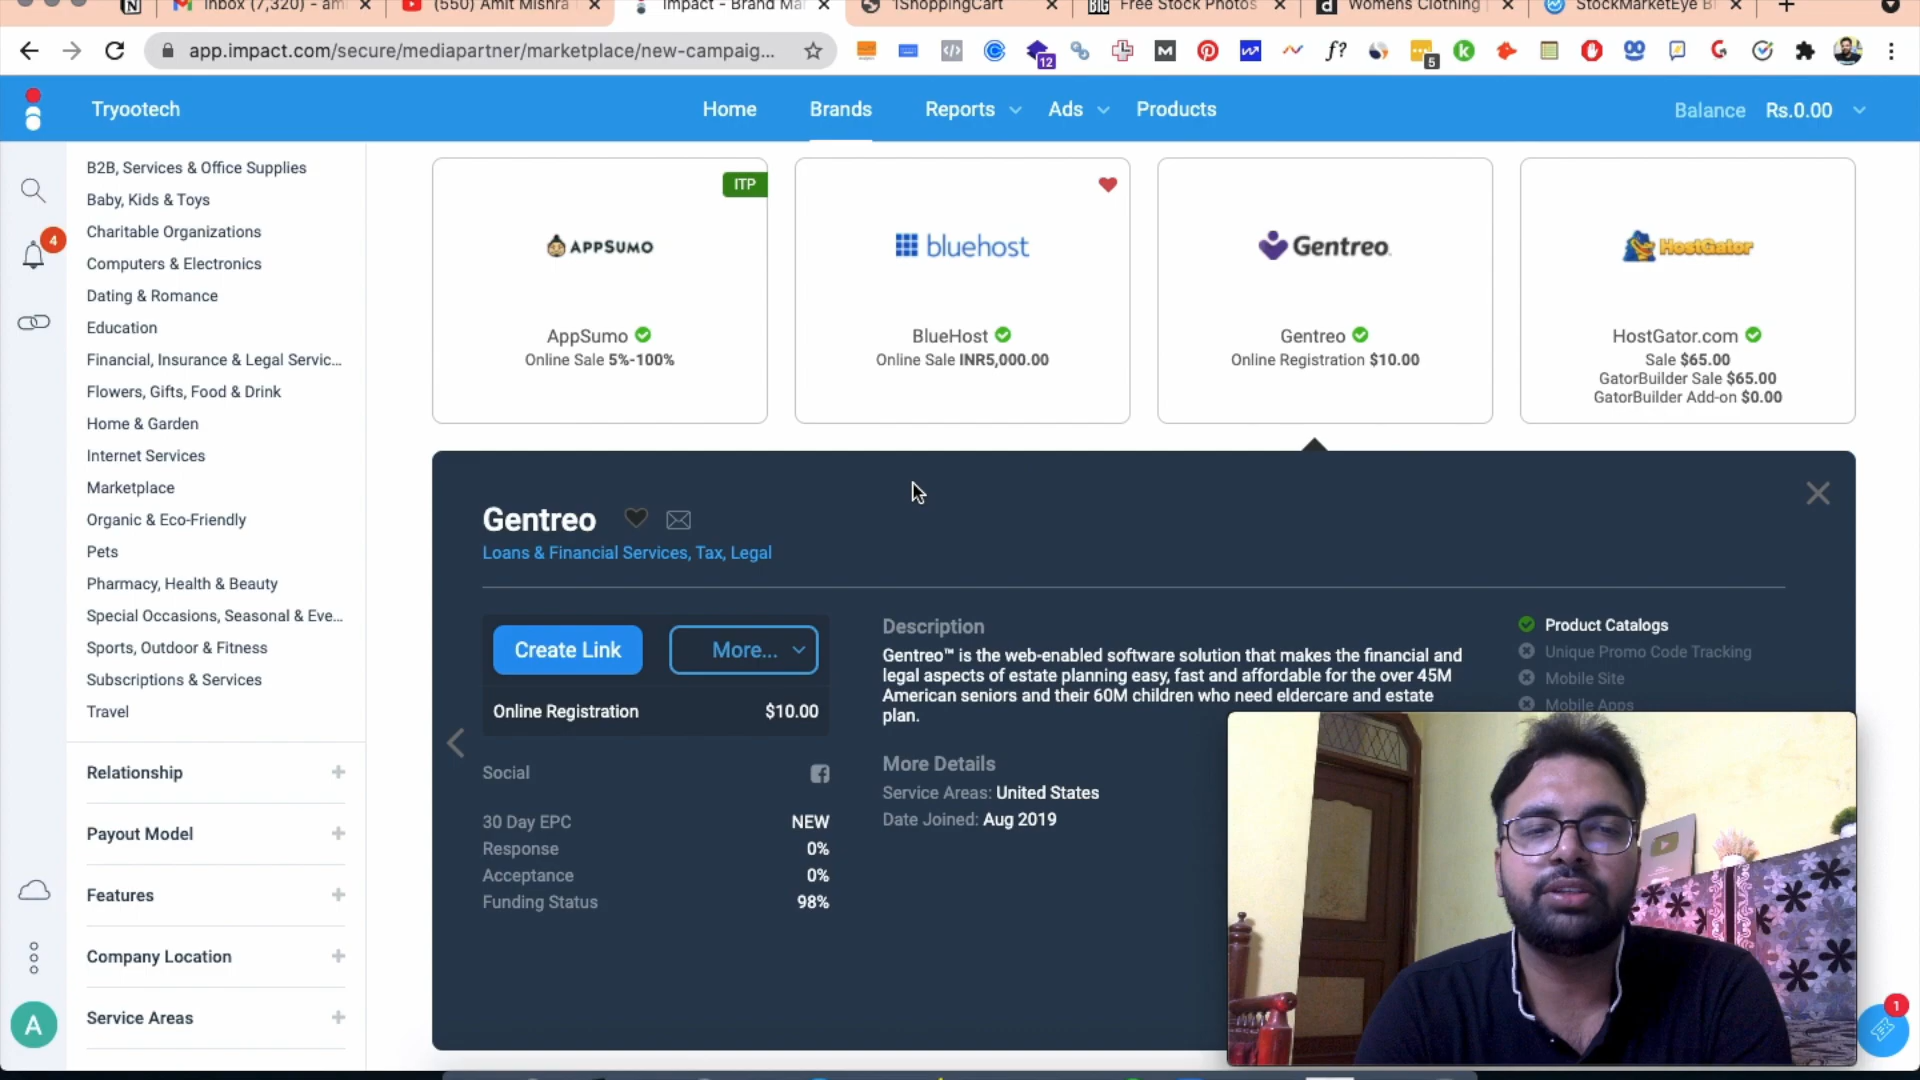 Inbox (7,320) - am
(550) Amit Mishra
Impact - Brand Mar
1ShoppingCart
BIG
Free Stock Photos
d
Womens Clothing
StockMarketEye B
app.impact.com/secure/mediapartner/marketplace/new-campaig...
12
M
f?
5
k
Tryootech
Home
Brands
Reports
Ads
Products
Balance Rs.0.00
4
B2B, Services & Office Supplies
Baby, Kids & Toys
Charitable Organizations
Computers & Electronics
Dating & Romance
Education
Financial, Insurance & Legal Servic...
Flowers, Gifts, Food & Drink
Home & Garden
Internet Services
Marketplace
Organic & Eco-Friendly
Pets
Pharmacy, Health & Beauty
Special Occasions, Seasonal & Eve...
Sports, Outdoor & Fitness
Subscriptions & Services
Travel
Relationship
Payout Model
Features
Company Location
Service Areas
A
ITP
APPSUMO
AppSumo
Online Sale 5%-100%
bluehost
BlueHost
Online Sale INR5,000.00
Gentreo
Gentreo
Online Registration $10.00
HostGator
HostGator.com
Sale $65.00
GatorBuilder Sale $65.00
GatorBuilder Add-on $0.00
Gentreo
Loans & Financial Services, Tax, Legal
Create Link
More...
Online Registration $10.00
Social
30 Day EPC NEW
Response 0%
Acceptance 0%
Funding Status 98%
Description
Gentreo™ is the web-enabled software solution that makes the financial and
legal aspects of estate planning easy, fast and affordable for the over 45M
American seniors and their 60M children who need eldercare and estate
plan.
More Details
Service Areas: United States
Date Joined: Aug 2019
Product Catalogs
Unique Promo Code Tracking
Mobile Site
Mobile Apps
1